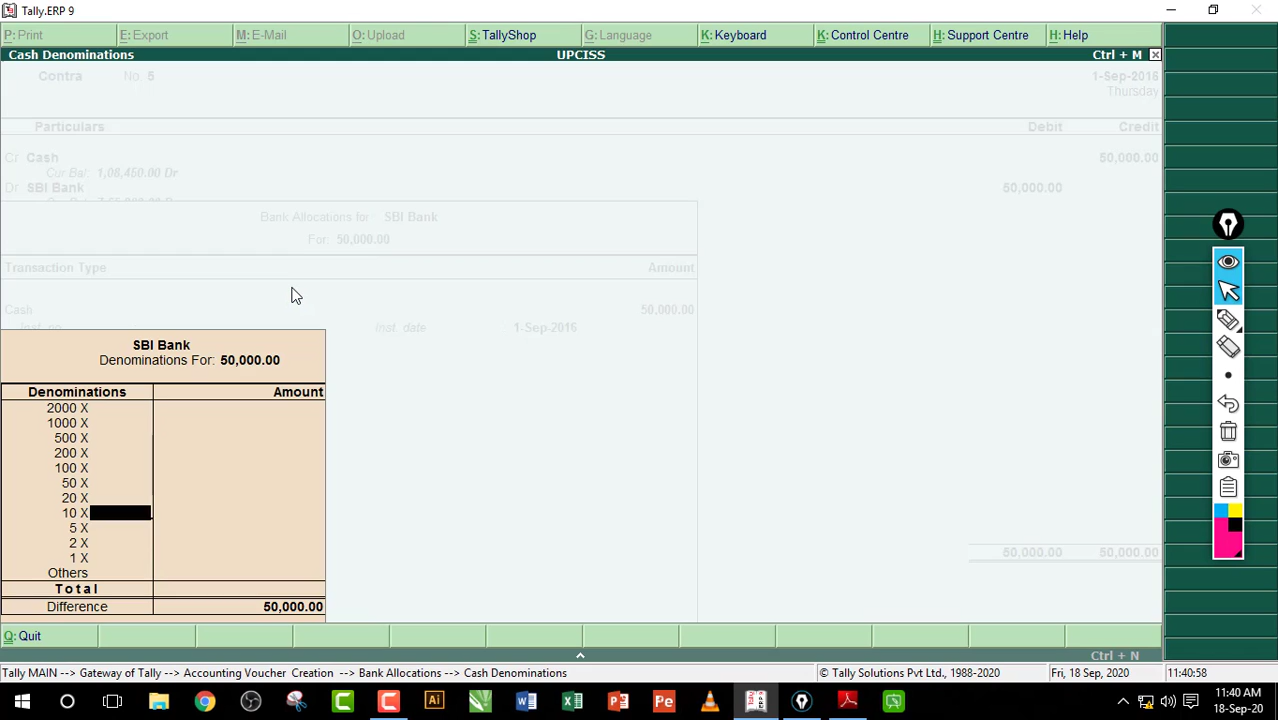 Tally.ERP 9
P: Print E: Export M: E-Mail O: Upload S: TallyShop G: Language K: Keyboard K: Control Centre H: Support Centre H: Help
Cash Denominations UPCISS Ctrl + M
Contra No. 5 1-Sep-2016
Thursday
Particulars Debit Credit
Cr Cash 50,000.00
Cur Bal: 1,08,450.00 Dr
Dr SBI Bank 50,000.00
Bank Allocations for: SBI Bank
For: 50,000.00
Transaction Type Amount
Cash 50,000.00
Inst. no. Inst. date 1-Sep-2016
SBI Bank
Denominations For: 50,000.00
Denominations Amount
2000 X
1000 X
500 X
200 X
100 X
50 X
20 X
10 X
5 X
2 X
1 X
Others
Total
Difference 50,000.00
50,000.00 50,000.00
Q: Quit
Ctrl + N
Tally MAIN --> Gateway of Tally --> Accounting Voucher Creation --> Bank Allocations --> Cash Denominations © Tally Solutions Pvt Ltd., 1988-2020 Fri, 18 Sep, 2020 11:40:58
11:40 AM
18-Sep-20